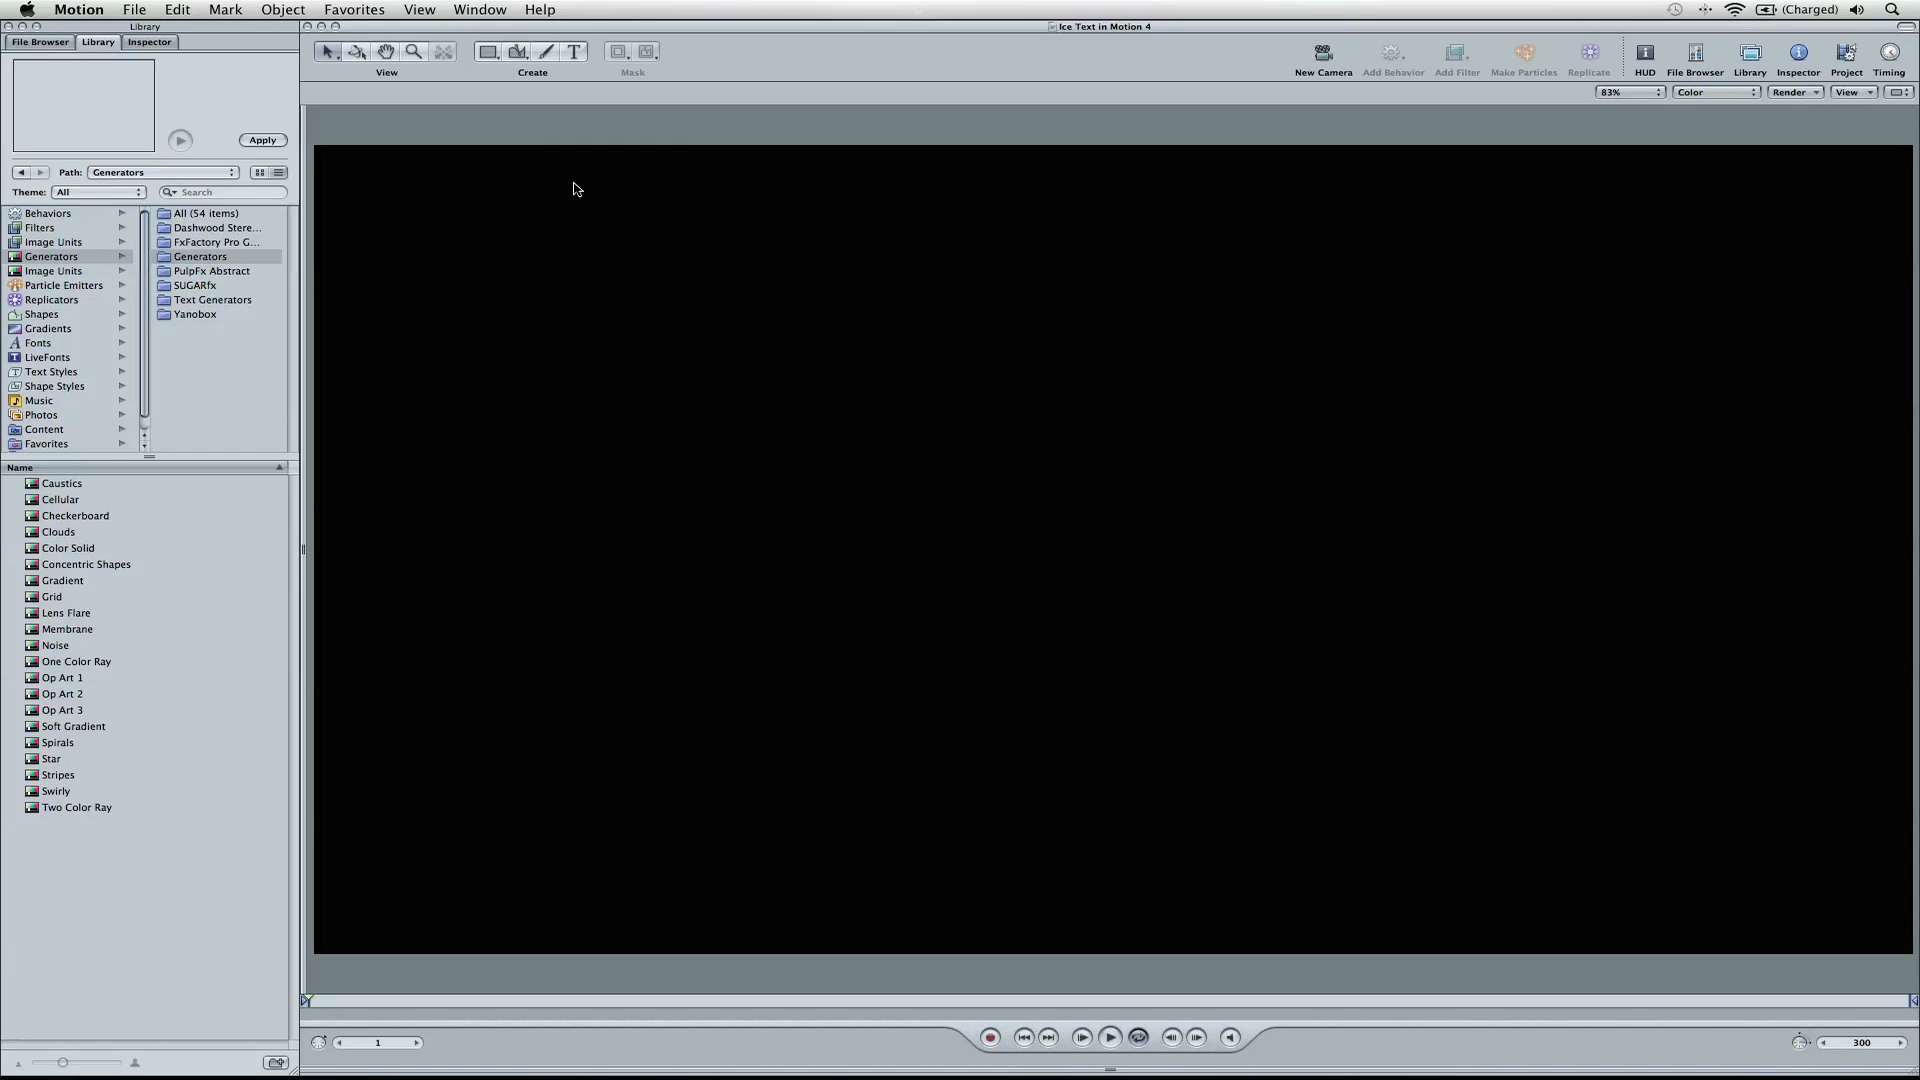 Motion File Edit Mark Object Favorites View Window Help (Charged)
Library
Ice Text in Motion 4
File Browser Library Inspector
View Create Mask
New Camera Add Behavior Add Filter Make Particles Replicate HUD File Browser Library Inspector Project Timing
83% Color Render View
Apply
Path: Generators
Theme: All Search
Behaviors
Filters
Image Units
Generators
Image Units
Particle Emitters
Replicators
Shapes
Gradients
Fonts
LiveFonts
Text Styles
Shape Styles
Music
Photos
Content
Favorites
All (54 items)
Dashwood Stere...
FxFactory Pro G...
Generators
PulpFx Abstract
SUGARfx
Text Generators
Yanobox
Name
Caustics
Cellular
Checkerboard
Clouds
Color Solid
Concentric Shapes
Gradient
Grid
Lens Flare
Membrane
Noise
One Color Ray
Op Art 1
Op Art 2
Op Art 3
Soft Gradient
Spirals
Star
Stripes
Swirly
Two Color Ray
1
300